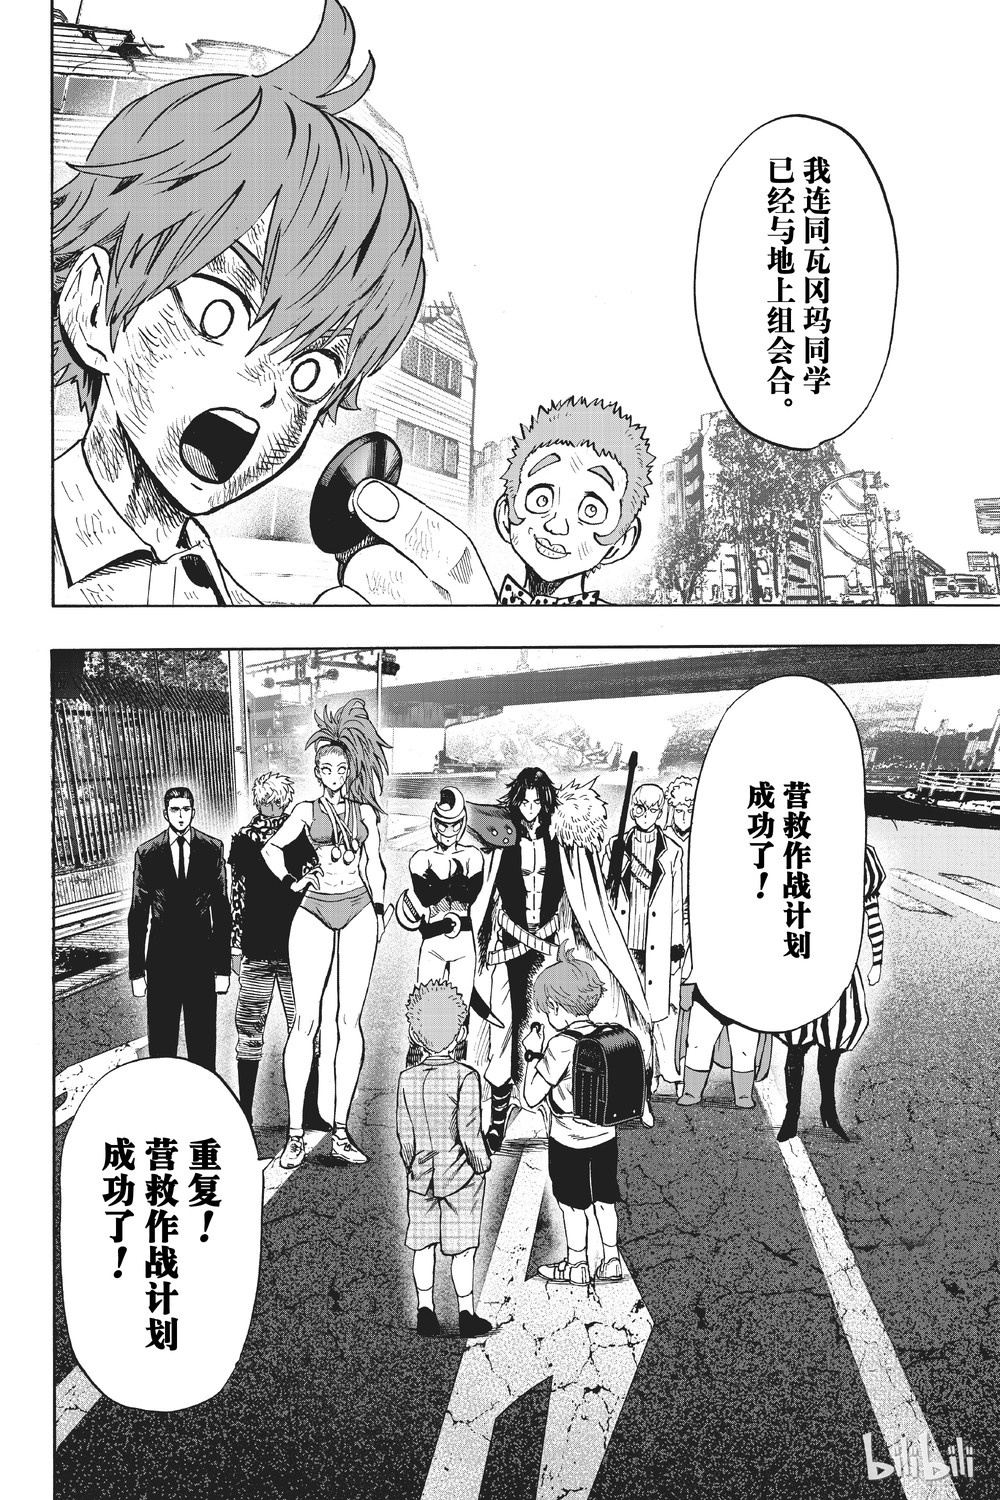 我连同瓦冈玛同学
已经与地上组会合。
营救作战计划
成功了！
重复！
营救作战计划
成功了！
bilibili